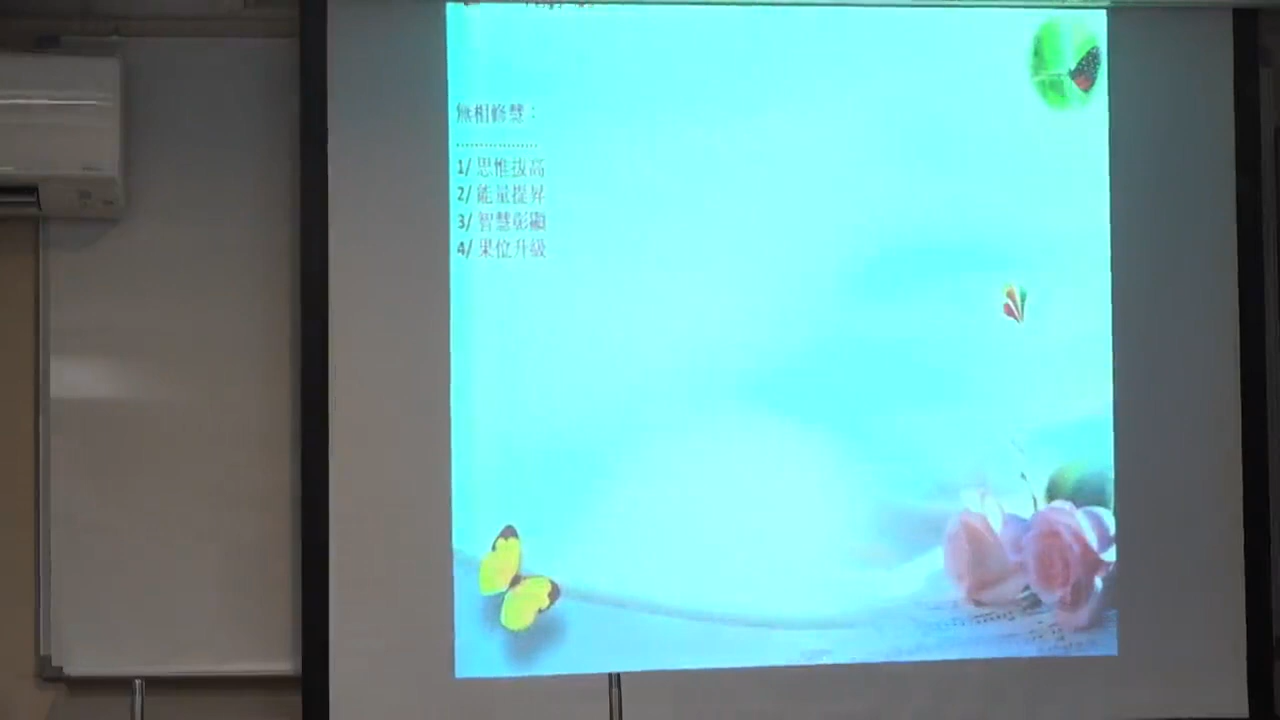 無相修慧：
..................
1/ 思惟拔高
2/ 能量提昇
3/ 智慧彰顯
4/ 果位升級